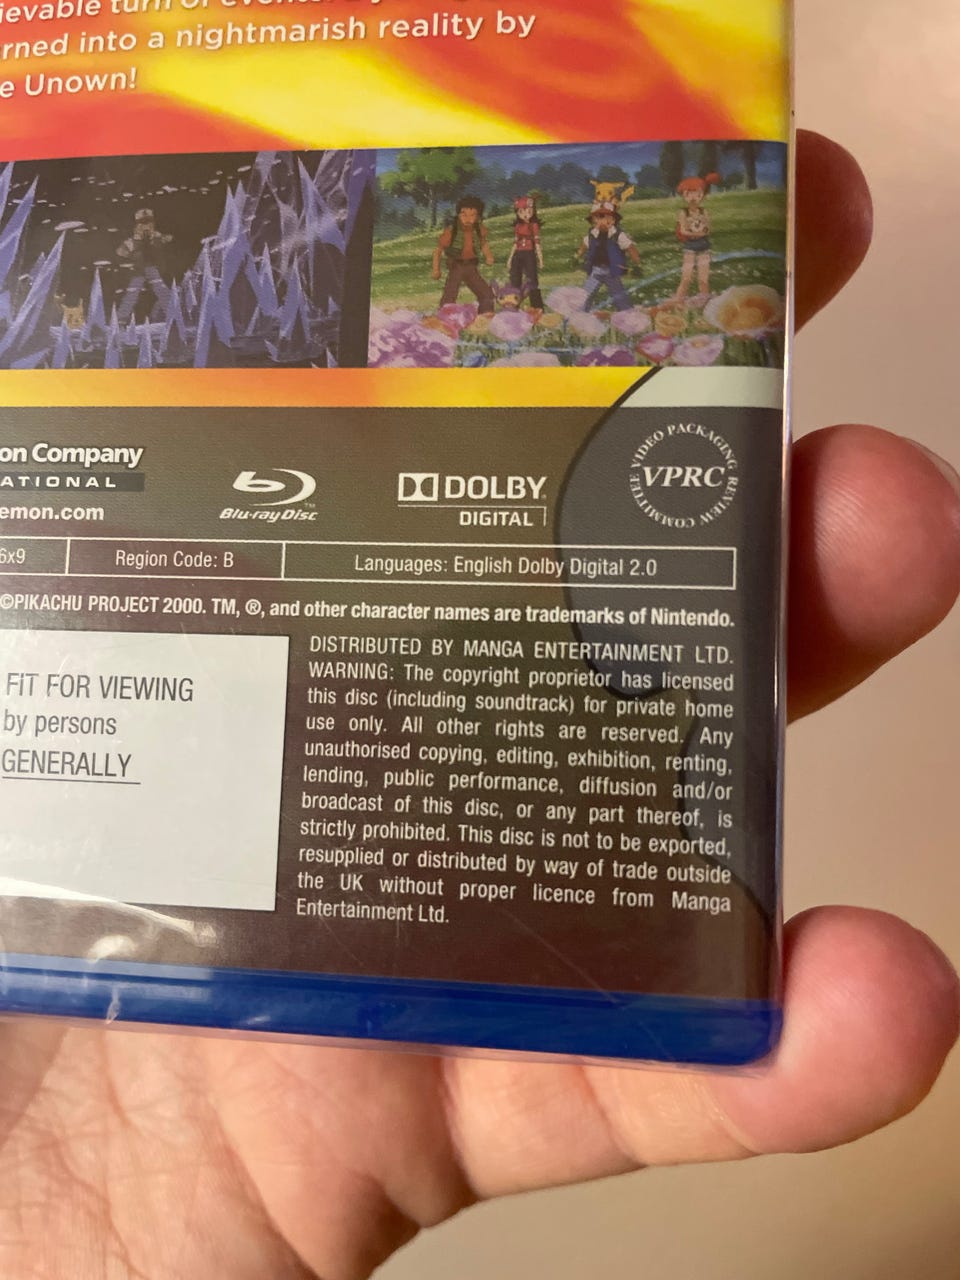 turn of
rned into a nightmarish reality by
e Unown!
on Company
ATIONAL
emon.com
Blu-ray Disc
TM
DOLBY
DIGITAL
VIDEO PACKAGING REVIEW COMMITTEE
VPRC
6x9
Region Code: B
Languages: English Dolby Digital 2.0
©PIKACHU PROJECT 2000. TM, ®, and other character names are trademarks of Nintendo.
FiT FOR VIEWING
by persons
GENERALLY
DISTRIBUTED BY MANGA ENTERTAINMENT LTD.
WARNING: The copyright proprietor has licensed
this disc (including soundtrack) for private home
use only. All other rights are reserved. Any
unauthorised copying, editing, exhibition, renting,
lending, public performance, diffusion and/or
broadcast of this disc, or any part thereof, is
strictly prohibited. This disc is not to be exported,
resupplied or distributed by way of trade outside
the UK without proper licence from Manga
Entertainment Ltd.